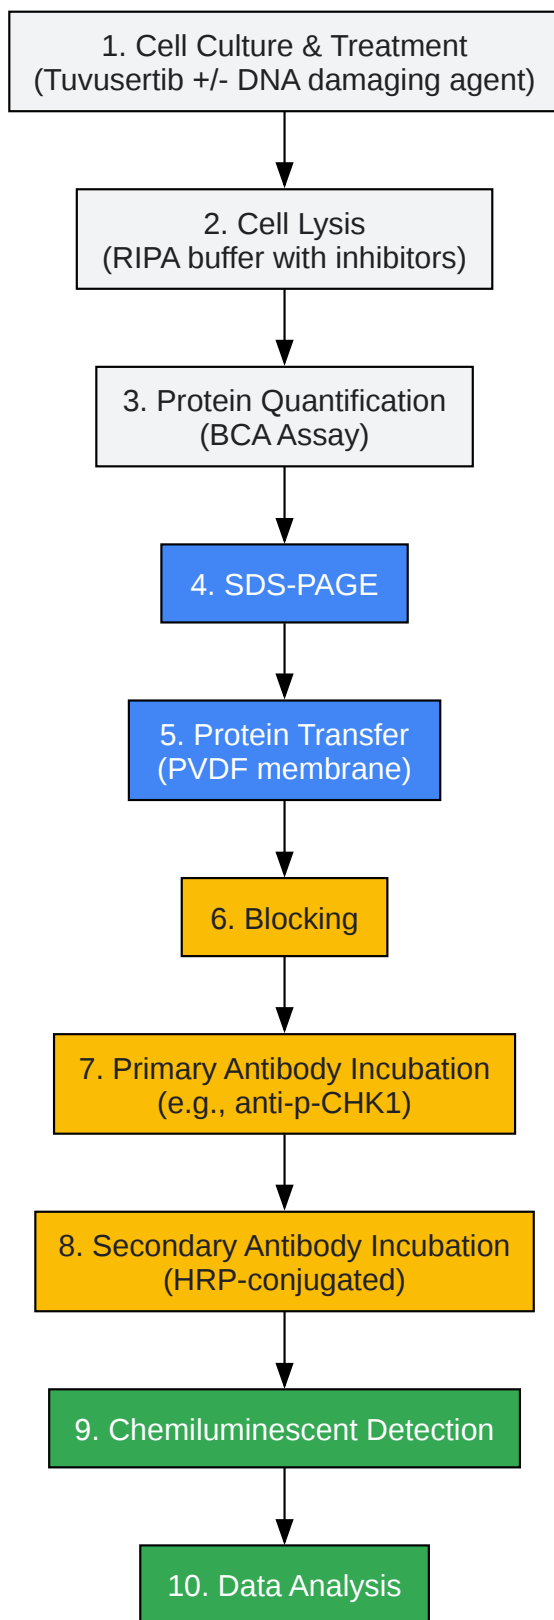 1. Cell Culture & Treatment
(Tuvusertib +/- DNA damaging agent)
2. Cell Lysis
(RIPA buffer with inhibitors)
3. Protein Quantification
(BCA Assay)
4. SDS-PAGE
5. Protein Transfer
(PVDF membrane)
6. Blocking
7. Primary Antibody Incubation
(e.g., anti-p-CHK1)
8. Secondary Antibody Incubation
(HRP-conjugated)
9. Chemiluminescent Detection
10. Data Analysis